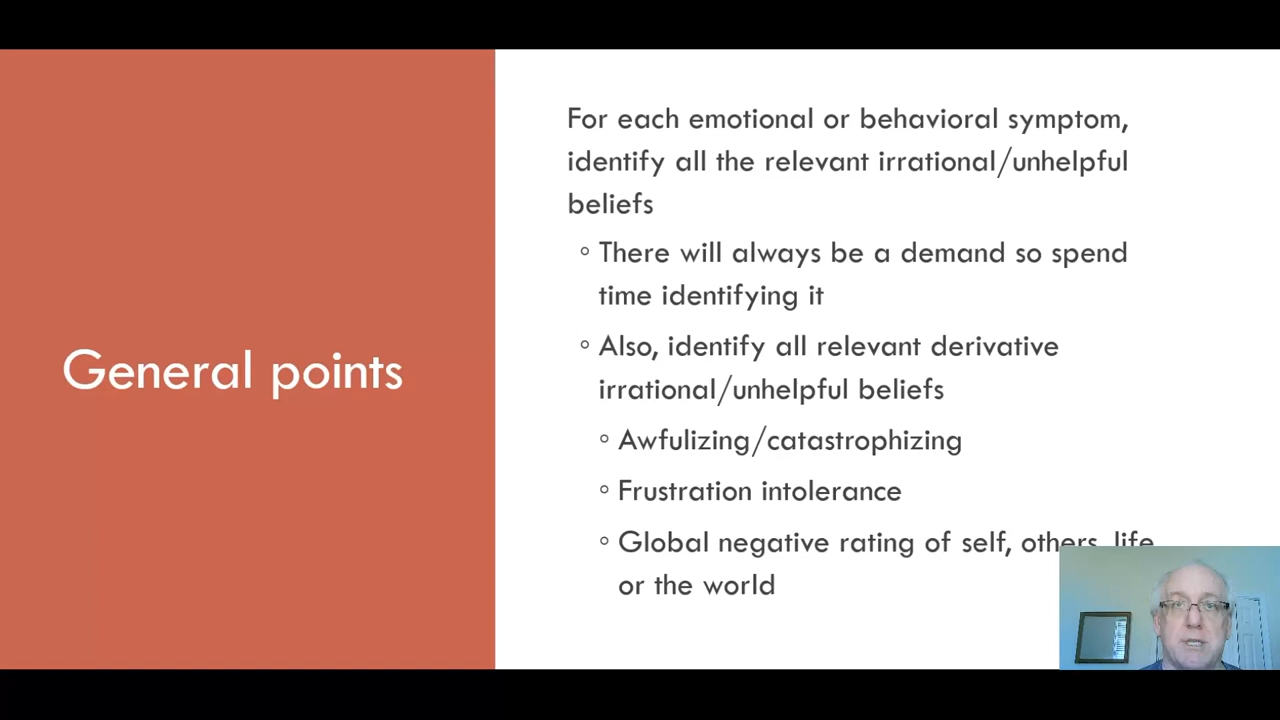 General points
For each emotional or behavioral symptom,
identify all the relevant irrational/unhelpful
beliefs
◦ There will always be a demand so spend
time identifying it
◦ Also, identify all relevant derivative
irrational/unhelpful beliefs
◦ Awfulizing/catastrophizing
◦ Frustration intolerance
◦ Global negative rating of self, others, life
or the world